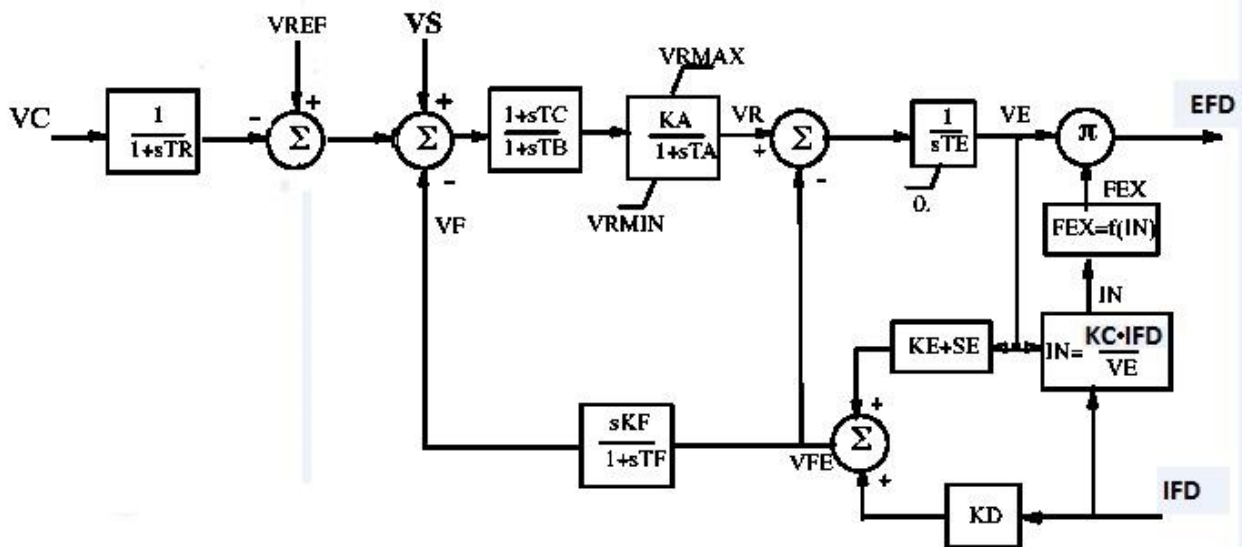 VREF
VS
VC
1
1+sTR
-
+
Σ
+
Σ
-
1+sTC
1+sTB
VRMAX
KA
1+sTA
VRMIN
VR
+
Σ
-
1
sTE
0.
VE
π
EFD
FEX
FEX=f(IN)
IN
VF
KE+SE
IN= KC•IFD
VE
sKF
1+sTF
VFE
+
Σ
+
KD
IFD